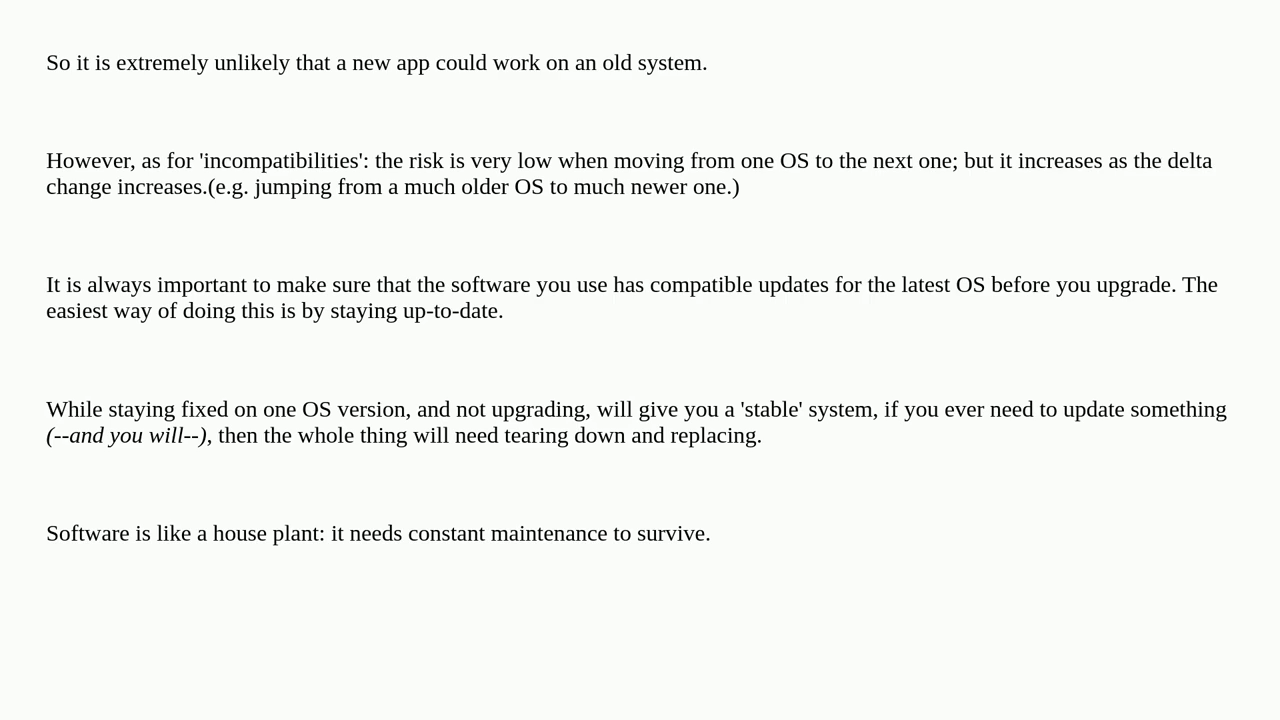 So it is extremely unlikely that a new app could work on an old system.
However, as for 'incompatibilities': the risk is very low when moving from one OS to the next one; but it increases as the delta
change increases.(e.g. jumping from a much older OS to much newer one.)
It is always important to make sure that the software you use has compatible updates for the latest OS before you upgrade. The
easiest way of doing this is by staying up-to-date.
While staying fixed on one OS version, and not upgrading, will give you a 'stable' system, if you ever need to update something
(--and you will--), then the whole thing will need tearing down and replacing.
Software is like a house plant: it needs constant maintenance to survive.